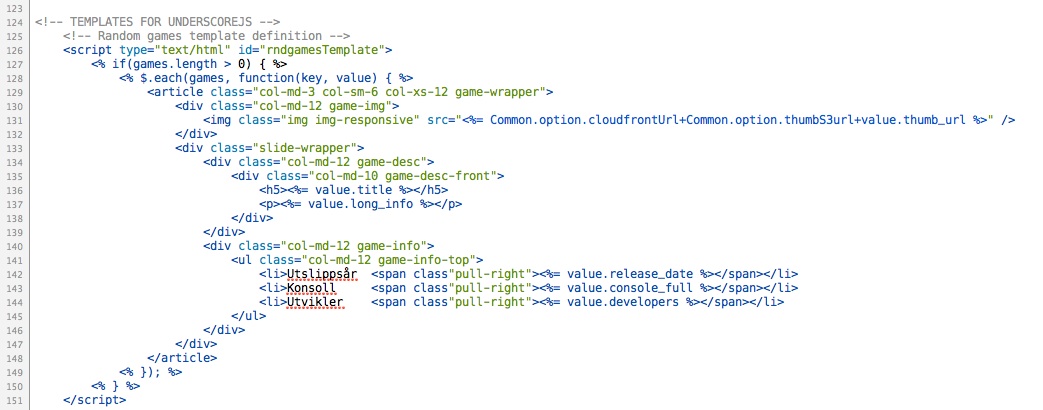 123
124 <!-- TEMPLATES FOR UNDERSCOREJS -->
125 <!-- Random games template definition -->
126 <script type="text/html" id="rndgamesTemplate">
127 <% if(games.length > 0) { %>
128 <% $.each(games, function(key, value) { %>
129 <article class="col-md-3 col-sm-6 col-xs-12 game-wrapper">
130 <div class="col-md-12 game-img">
131 <img class="img img-responsive" src="<%= Common.option.cloudfrontUrl+Common.option.thumbS3url+value.thumb_url %>" />
132 </div>
133 <div class="slide-wrapper">
134 <div class="col-md-12 game-desc">
135 <div class="col-md-10 game-desc-front">
136 <h5><%= value.title %></h5>
137 <p><%= value.long_info %></p>
138 </div>
139 </div>
140 <div class="col-md-12 game-info">
141 <ul class="col-md-12 game-info-top">
142 <li>Utslippsår <span class"pull-right"><%= value.release_date %></span></li>
143 <li>Konsoll <span class"pull-right"><%= value.console_full %></span></li>
144 <li>Utvikler <span class"pull-right"><%= value.developers %></span></li>
145 </ul>
146 </div>
147 </div>
148 </article>
149 <% }); %>
150 <% } %>
151 </script>